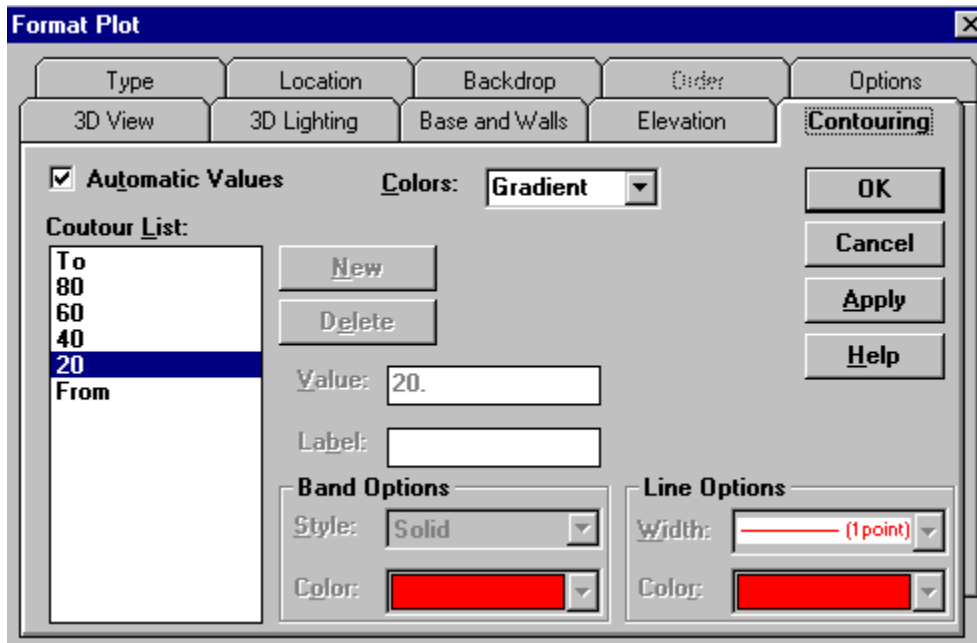 Format Plot
Type Location Backdrop Order Options
3D View 3D Lighting Base and Walls Elevation Contouring
Automatic Values Colors: Gradient OK
Coutour List:
To New Cancel
80
60 Delete Apply
40
20 Value: 20. Help
From
Label:
Band Options Line Options
Style: Solid Width: (1 point)
Color: Color: